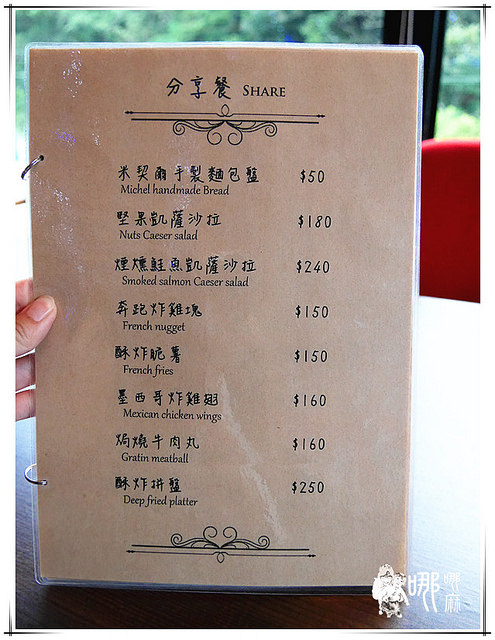 分享餐 SHARE
米契爾手製麵包籃 $50
Michel handmade Bread
堅果凱薩沙拉 $180
Nuts Caeser salad
煙燻鮭魚凱薩沙拉 $240
Smoked salmon Caeser salad
奔跑炸雞塊 $150
French nugget
酥炸脆薯 $150
French fries
墨西哥炸雞翅 $160
Mexican chicken wings
焗燒牛肉丸 $160
Gratin meatball
酥炸拼盤 $250
Deep fried platter
哪